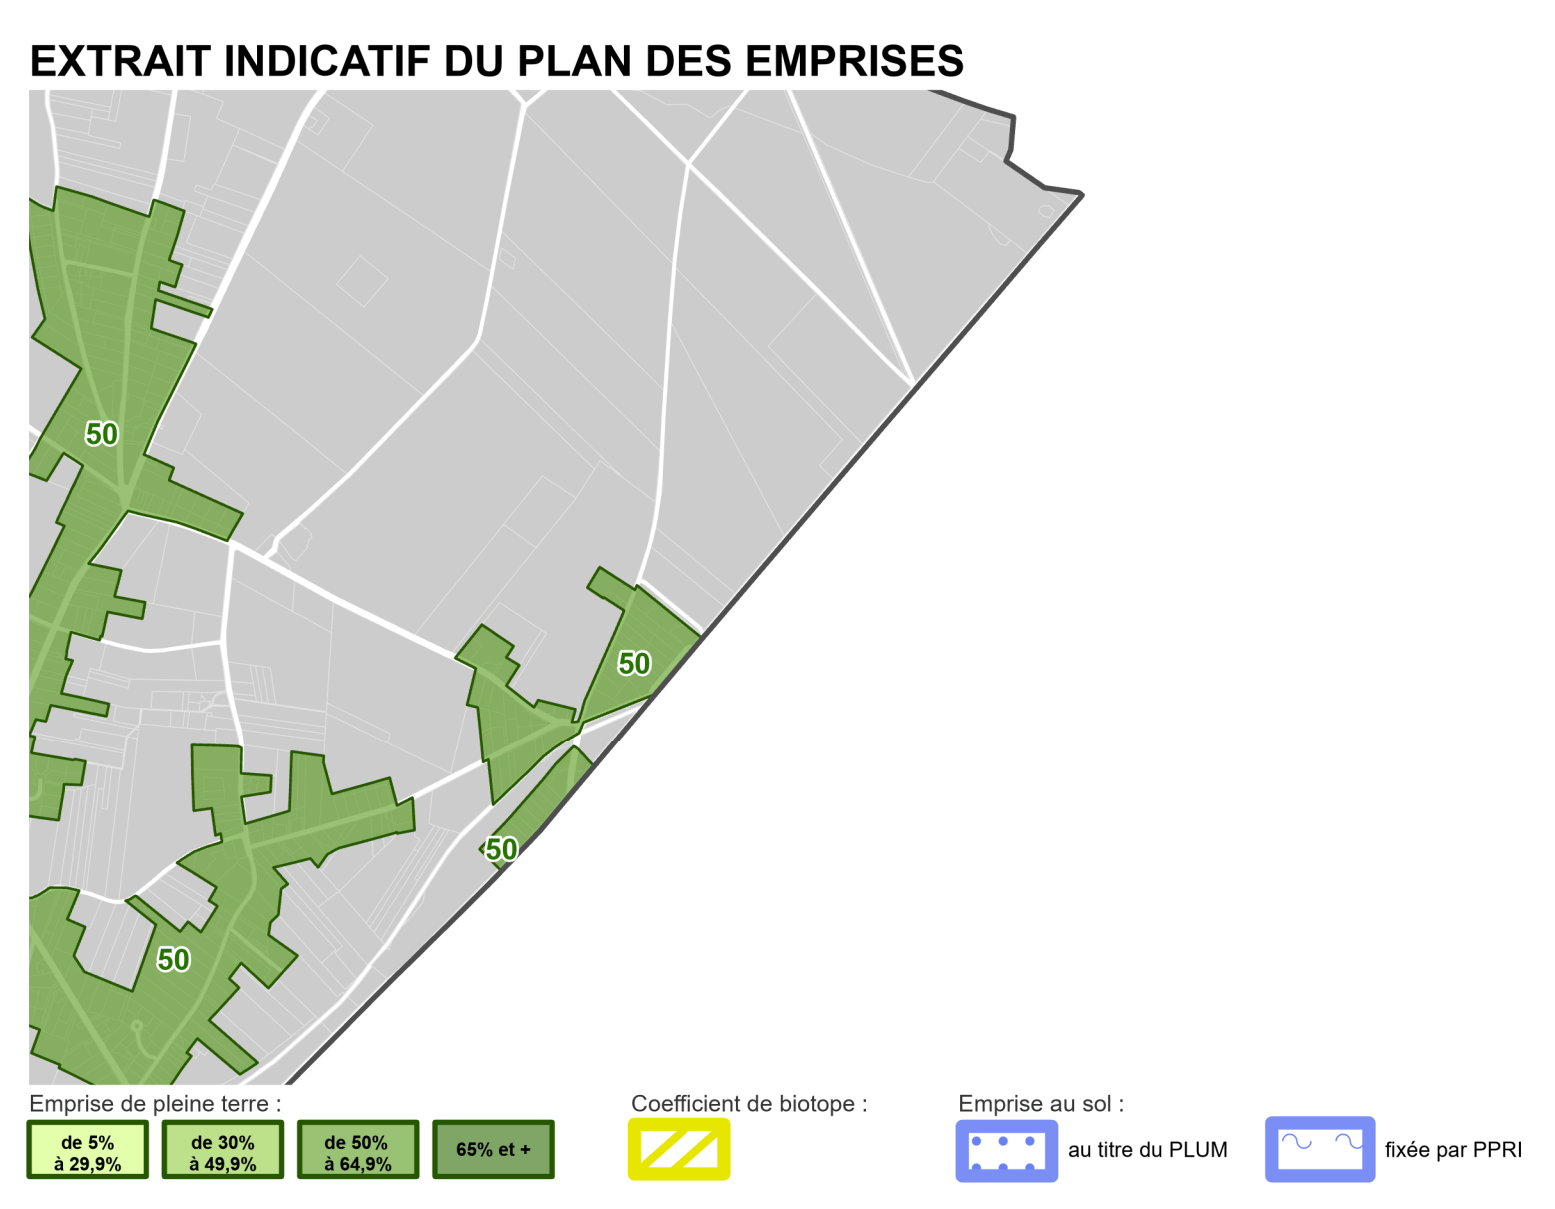 EXTRAIT INDICATIF DU PLAN DES EMPRISES
50
50
50
50
Emprise de pleine terre :
de 5%
à 29,9%
de 30%
à 49,9%
de 50%
à 64,9%
65% et +
Coefficient de biotope :
Emprise au sol :
au titre du PLUM
fixée par PPRI